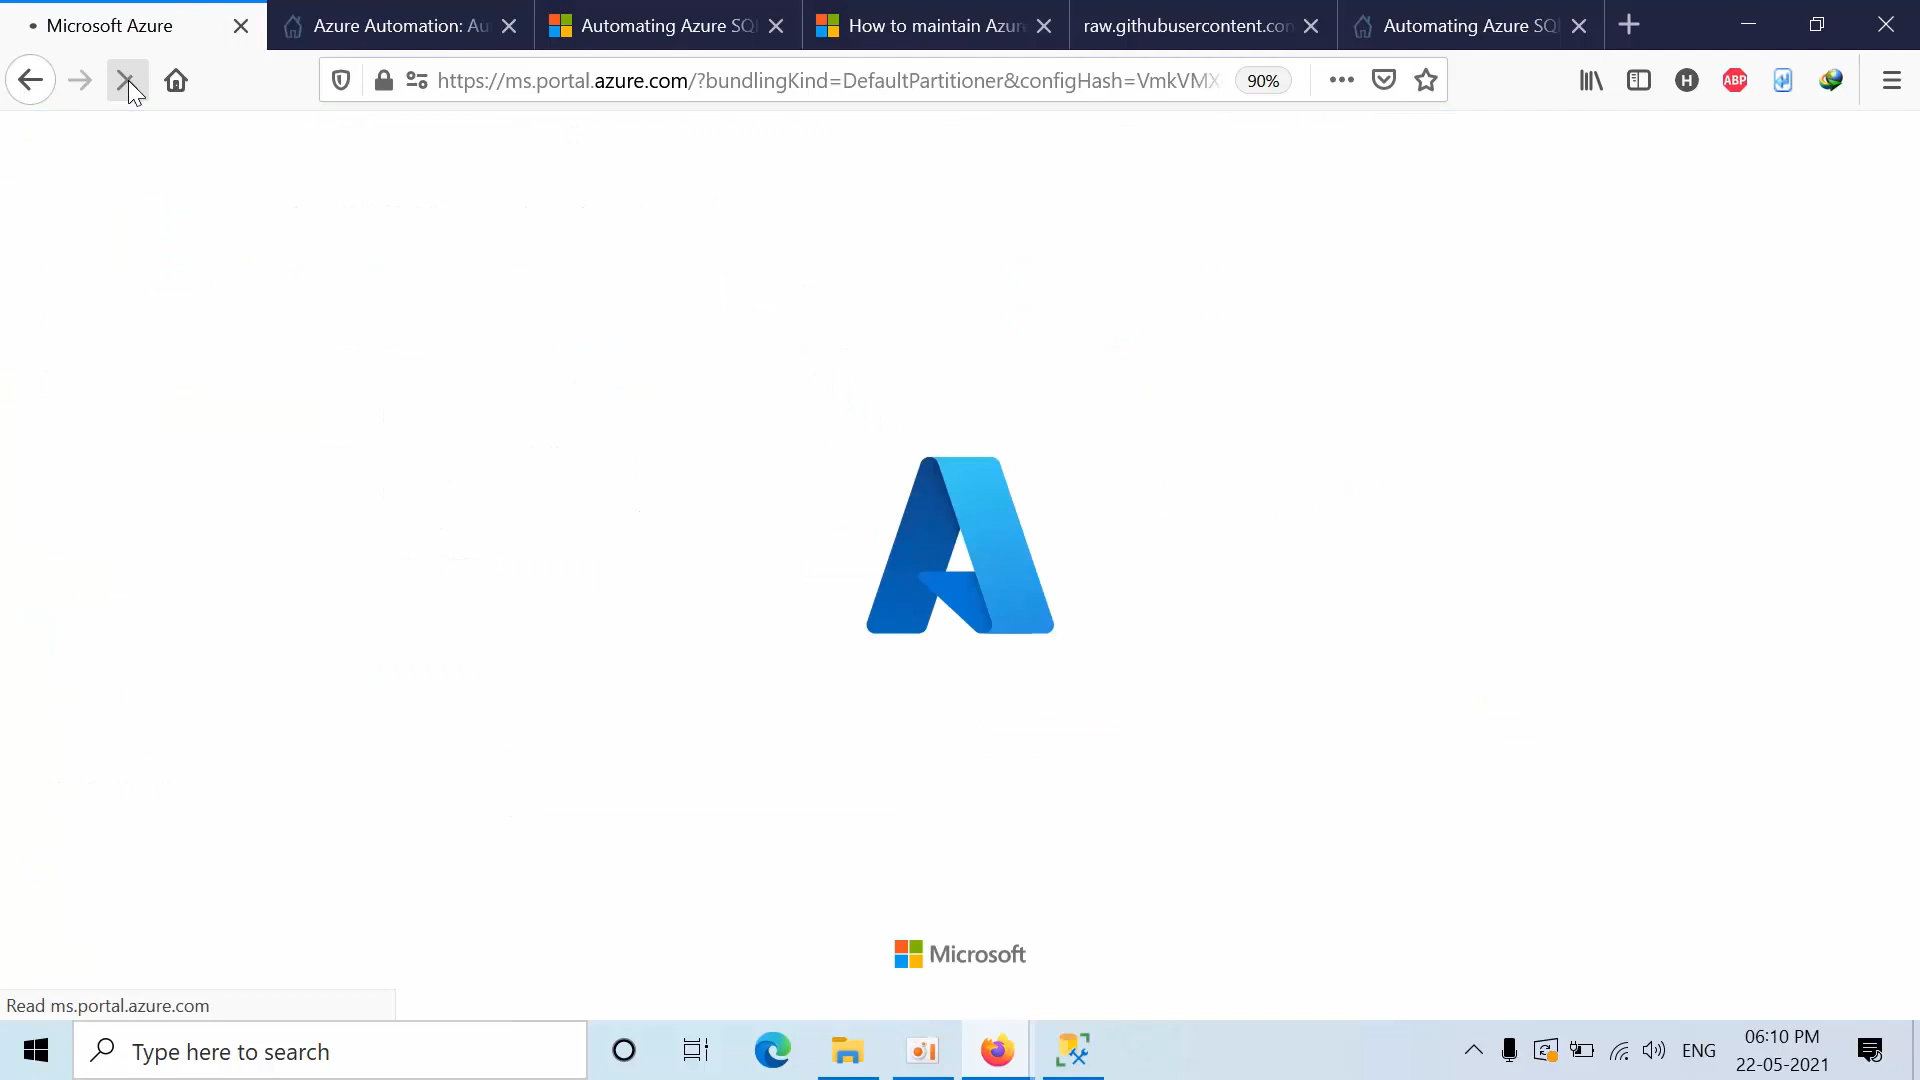 Microsoft Azure
Azure Automation: Au
Automating Azure SQ
How to maintain Azur
raw.githubusercontent.con
Automating Azure SQ
https://ms.portal.azure.com/?bundlingKind=DefaultPartitioner&configHash=VmkVMX
90%
H
ABP
Microsoft
Read ms.portal.azure.com
Type here to search
ENG
06:10 PM
22-05-2021